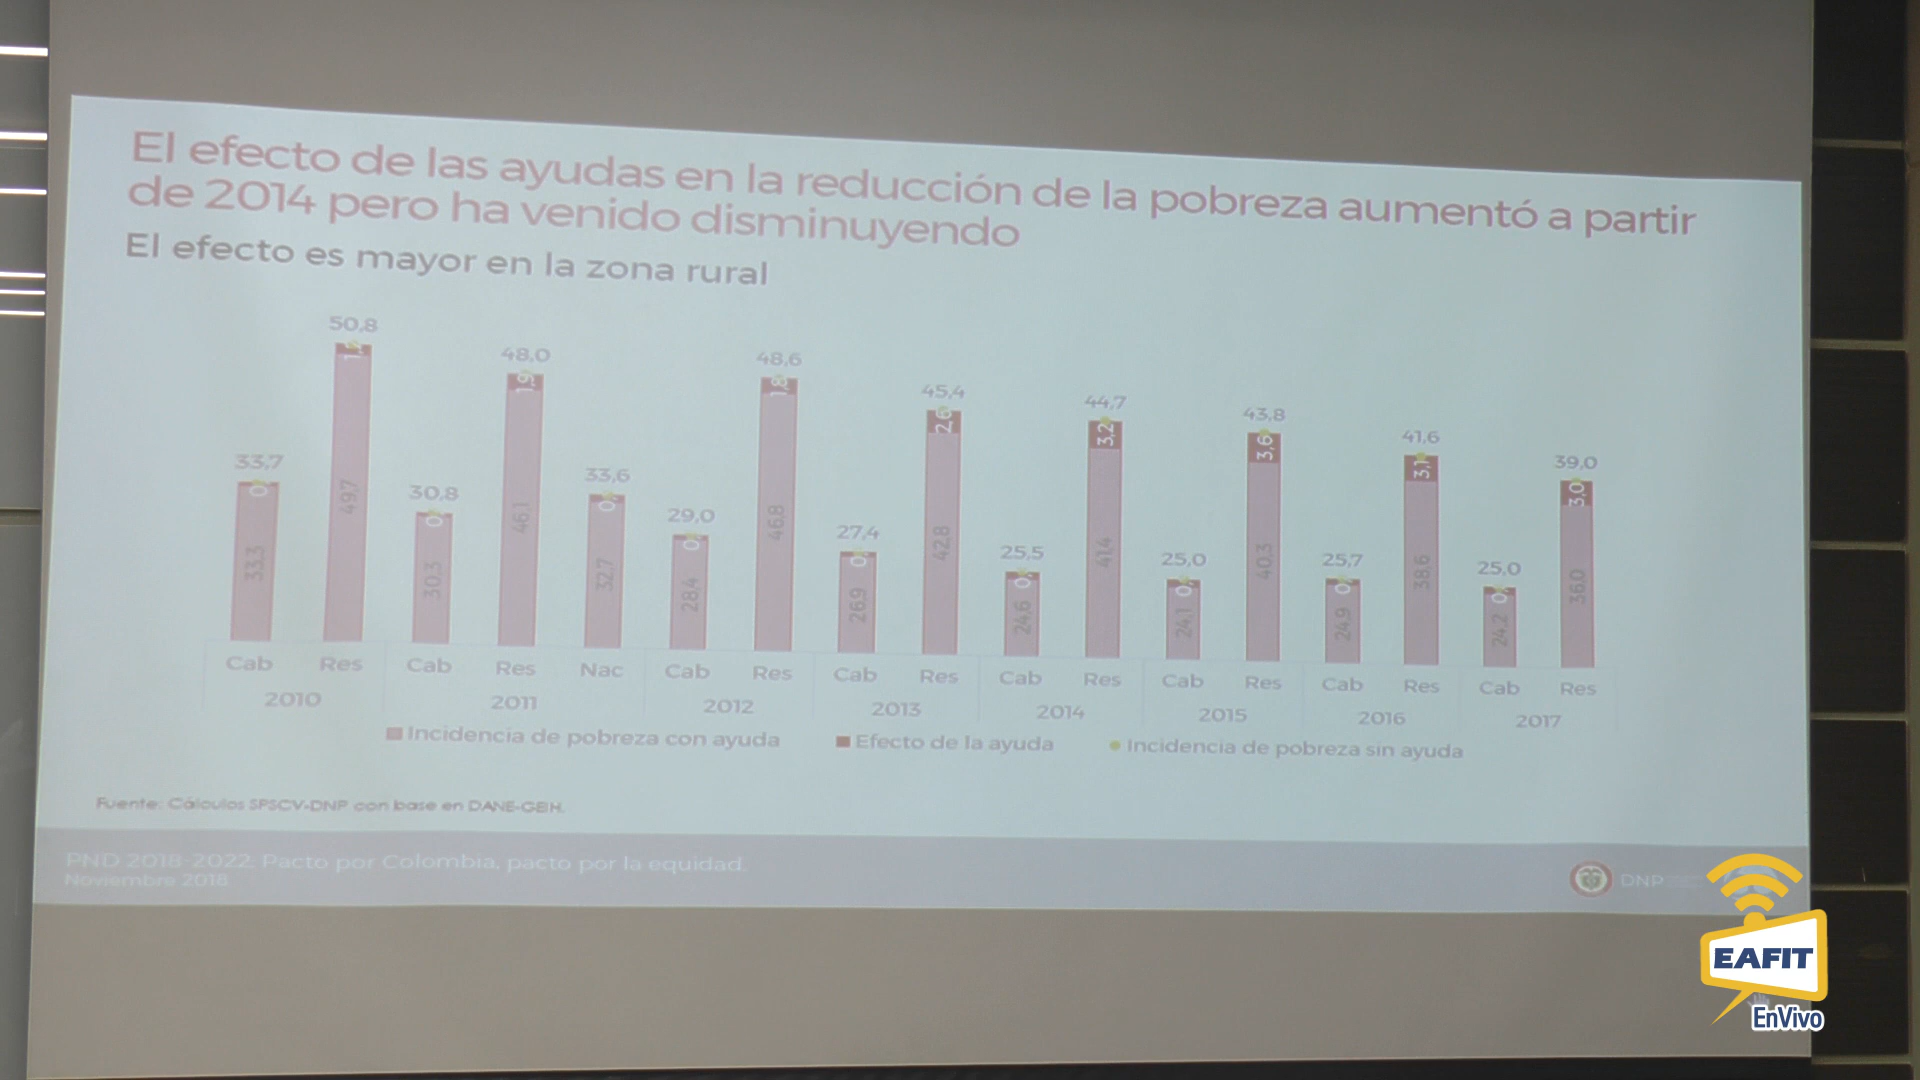 El efecto de las ayudas en la reducción de la pobreza aumentó a partir
de 2014 pero ha venido disminuyendo
El efecto es mayor en la zona rural
33,7 50,8 30,8 48,0 33,6 29,0 48,6 27,4 45,4 25,5 44,7 25,0 43,8 25,7 41,6 25,0 39,0
1,9 1,8 2,6 3,2 3,6 3,1 3,0
33,3 49,7 30,3 46,1 32,7 28,4 46,8 26,9 42,8 24,6 41,4 24,1 40,3 24,9 38,6 24,2 36,0
Cab Res Cab Res Nac Cab Res Cab Res Cab Res Cab Res Cab Res Cab Res
2010 2011 2012 2013 2014 2015 2016 2017
Incidencia de pobreza con ayuda Efecto de la ayuda Incidencia de pobreza sin ayuda
Fuente: Cálculos SPSCV-DNP con base en DANE-GEIH.
PND 2018-2022. Pacto por Colombia, pacto por la equidad.
Noviembre 2018
DNP
EAFIT
EnVivo